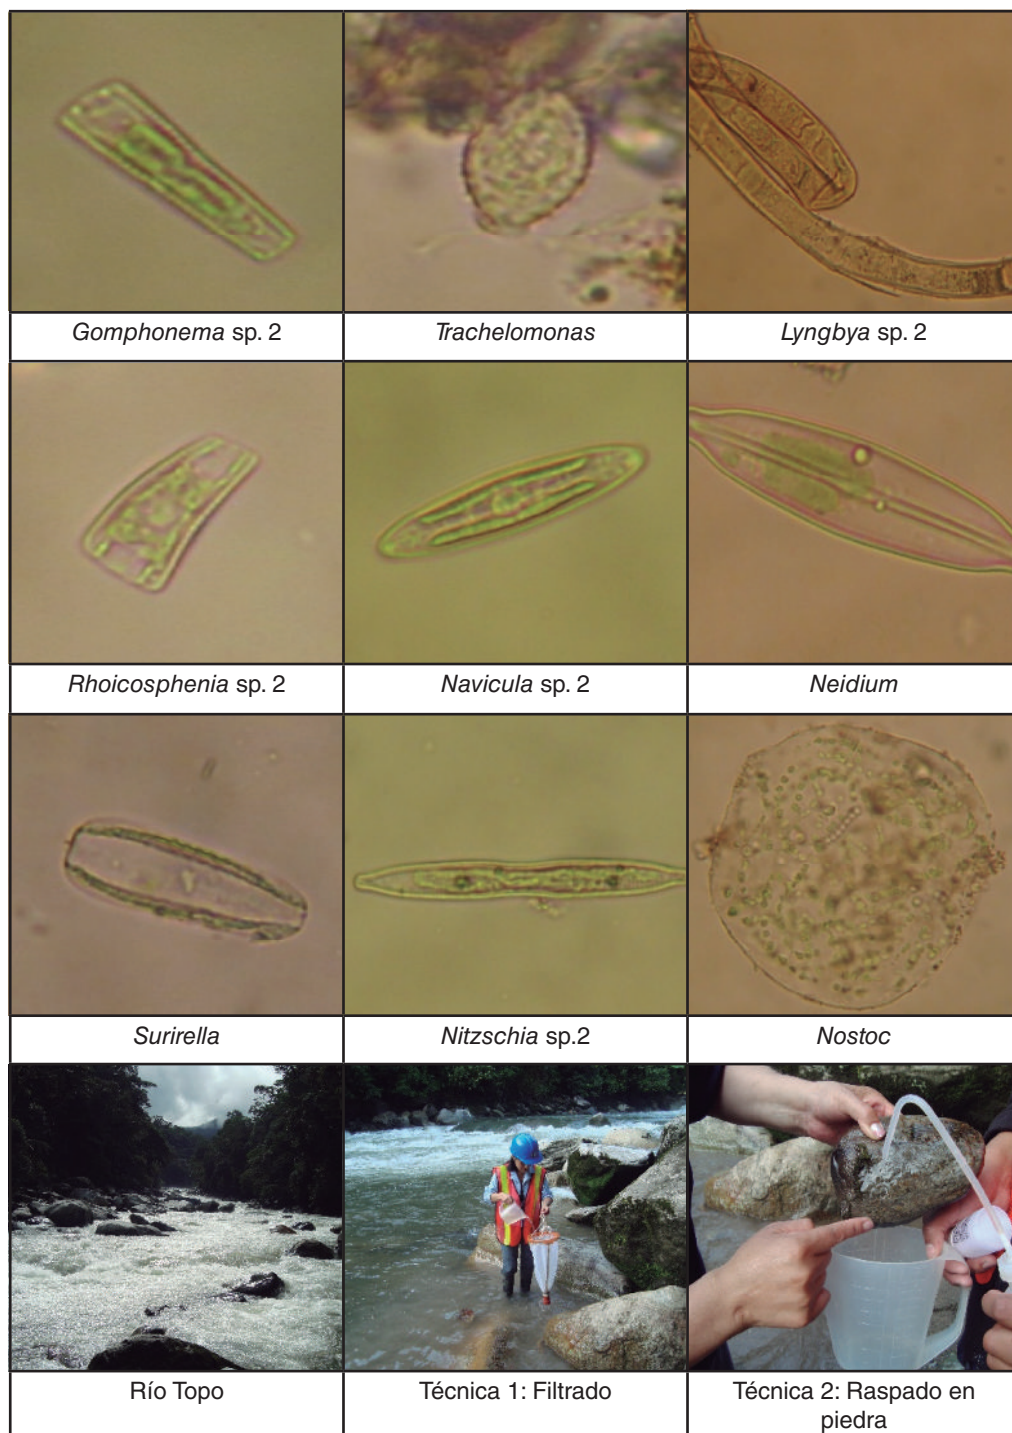 Gomphonema sp. 2
Trachelomonas
Lyngbya sp. 2
Rhoicosphenia sp. 2
Navicula sp. 2
Neidium
Surirella
Nitzschia sp.2
Nostoc
Río Topo
Técnica 1: Filtrado
Técnica 2: Raspado en
piedra